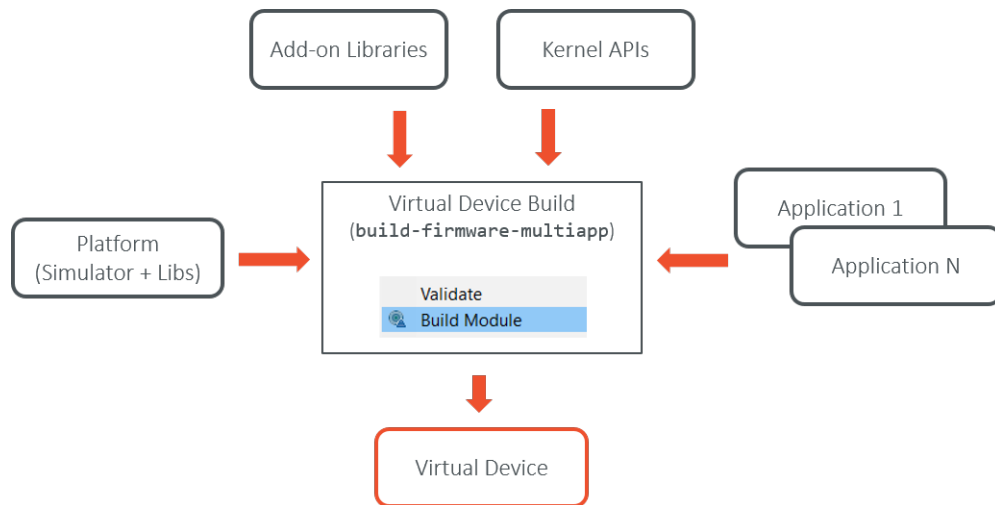 Add-on Libraries
Kernel APIs
Virtual Device Build
(build-firmware-multiapp)
Validate
Build Module
Platform
(Simulator + Libs)
Application 1
Application N
Virtual Device